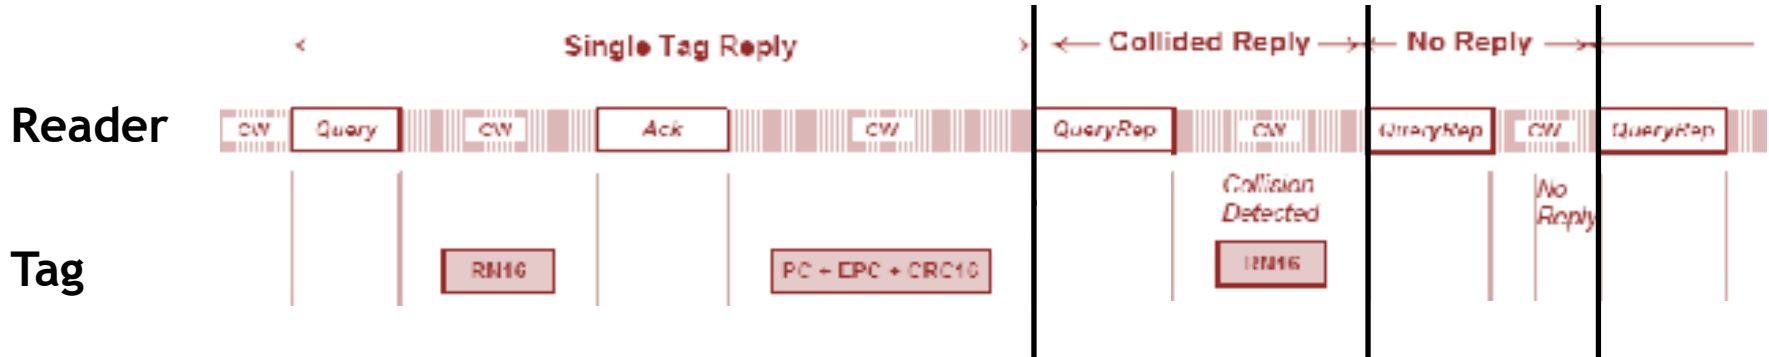 Single Tag Reply
Collided Reply
No Reply
Reader
CW
Query
CW
Ack
CW
QueryRep
CW
QueryRep
CW
QueryRep
Collision
Detected
No
Reply
Tag
RN16
PC + EPC + CRC16
RN16